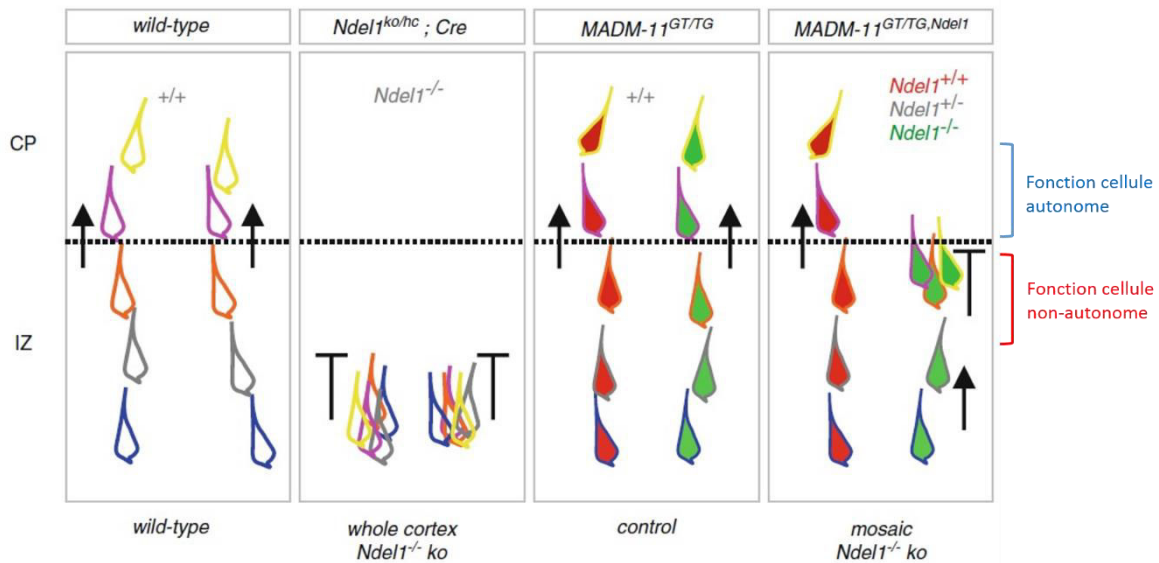 wild-type
Ndel1ko/hc ; Cre
MADM-11GT/TG
MADM-11GT/TG,Ndel1
CP
IZ
+/+
Ndel1-/-
+/+
Ndel1+/+
Ndel1+/-
Ndel1-/-
Fonction cellule
autonome
Fonction cellule
non-autonome
wild-type
whole cortex
Ndel1-/- ko
control
mosaic
Ndel1-/- ko